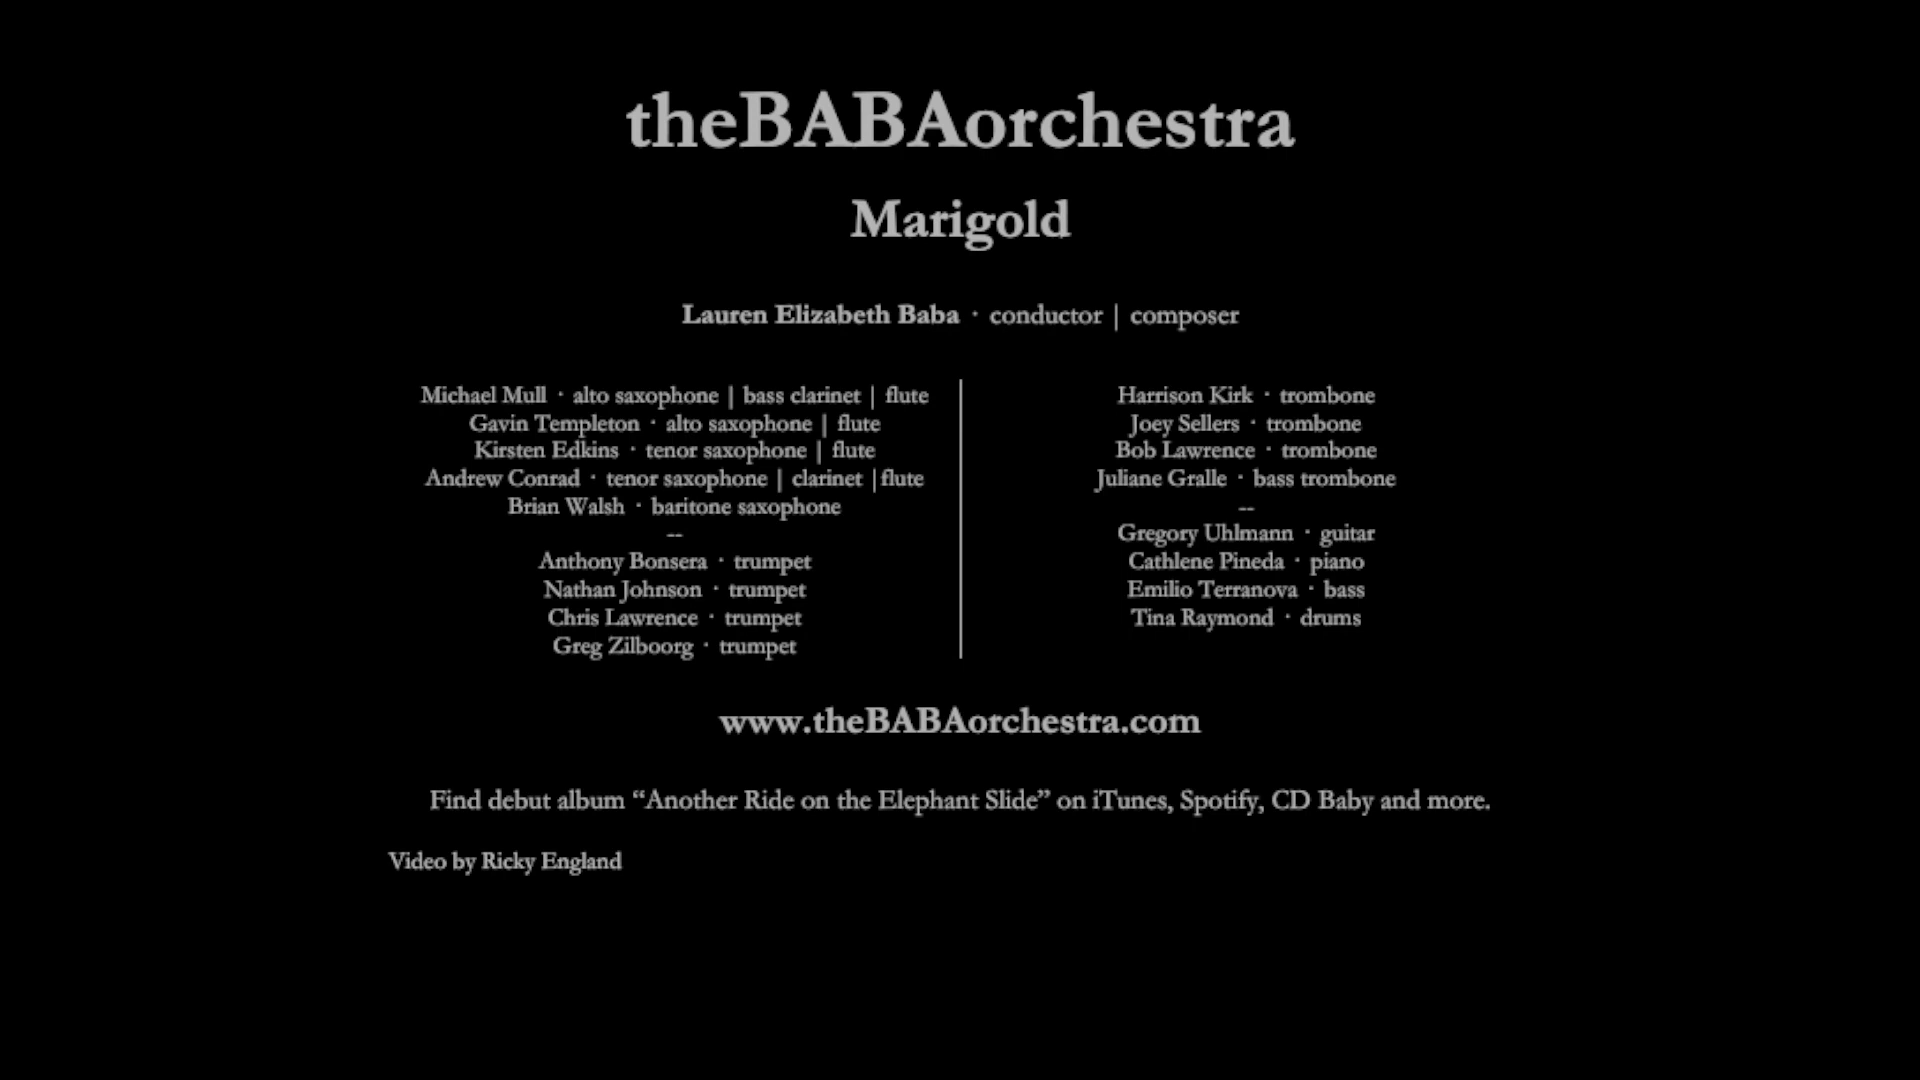 theBABAorchestra
Marigold
Lauren Elizabeth Baba · conductor | composer
Michael Mull · alto saxophone | bass clarinet | flute
Gavin Templeton · alto saxophone | flute
Kirsten Edkins · tenor saxophone | flute
Andrew Conrad · tenor saxophone | clarinet |flute
Brian Walsh · baritone saxophone
--
Anthony Bonsera · trumpet
Nathan Johnson · trumpet
Chris Lawrence · trumpet
Greg Zilboorg · trumpet
Harrison Kirk · trombone
Joey Sellers · trombone
Bob Lawrence · trombone
Juliane Gralle · bass trombone
--
Gregory Uhlmann · guitar
Cathlene Pineda · piano
Emilio Terranova · bass
Tina Raymond · drums
www.theBABAorchestra.com
Find debut album “Another Ride on the Elephant Slide” on iTunes, Spotify, CD Baby and more.
Video by Ricky England